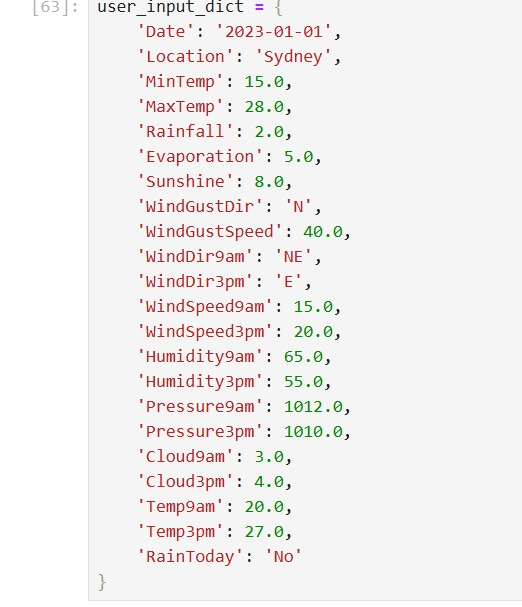 [63]: user_input_dict = {
    'Date': '2023-01-01',
    'Location': 'Sydney',
    'MinTemp': 15.0,
    'MaxTemp': 28.0,
    'Rainfall': 2.0,
    'Evaporation': 5.0,
    'Sunshine': 8.0,
    'WindGustDir': 'N',
    'WindGustSpeed': 40.0,
    'WindDir9am': 'NE',
    'WindDir3pm': 'E',
    'WindSpeed9am': 15.0,
    'WindSpeed3pm': 20.0,
    'Humidity9am': 65.0,
    'Humidity3pm': 55.0,
    'Pressure9am': 1012.0,
    'Pressure3pm': 1010.0,
    'Cloud9am': 3.0,
    'Cloud3pm': 4.0,
    'Temp9am': 20.0,
    'Temp3pm': 27.0,
    'RainToday': 'No'
}